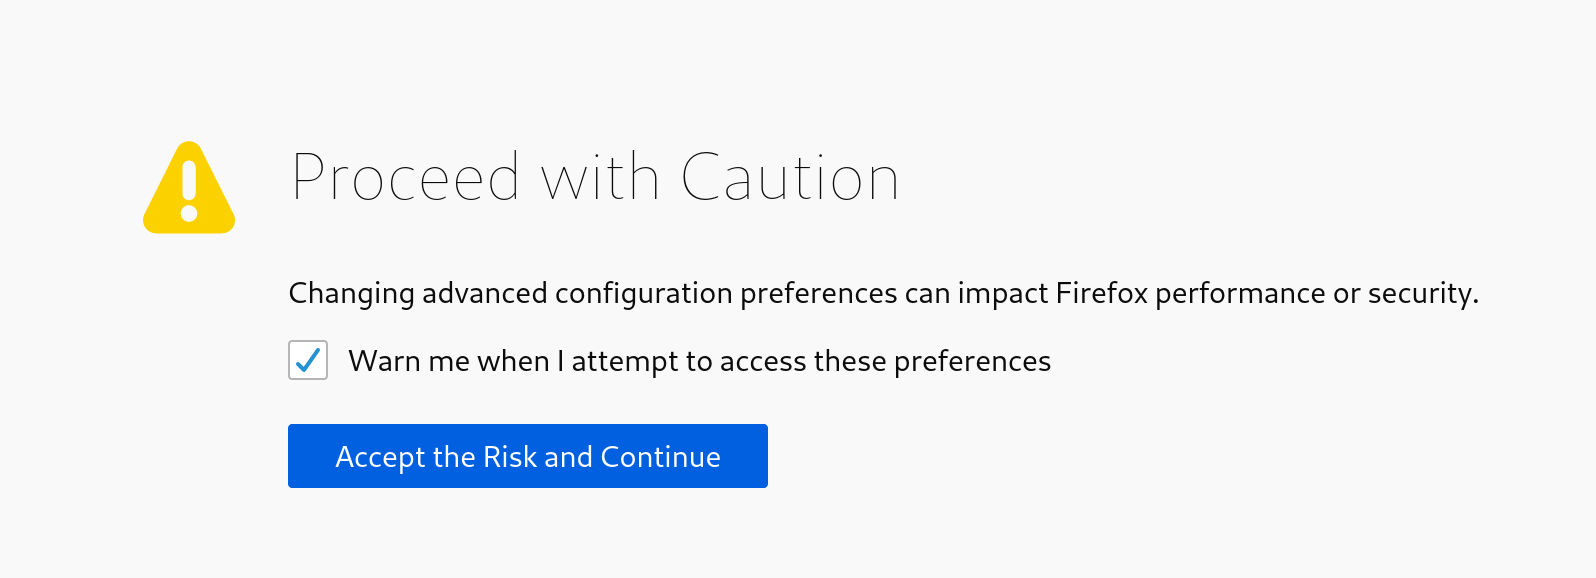 Proceed with Caution
Changing advanced configuration preferences can impact Firefox performance or security.
Warn me when I attempt to access these preferences
Accept the Risk and Continue